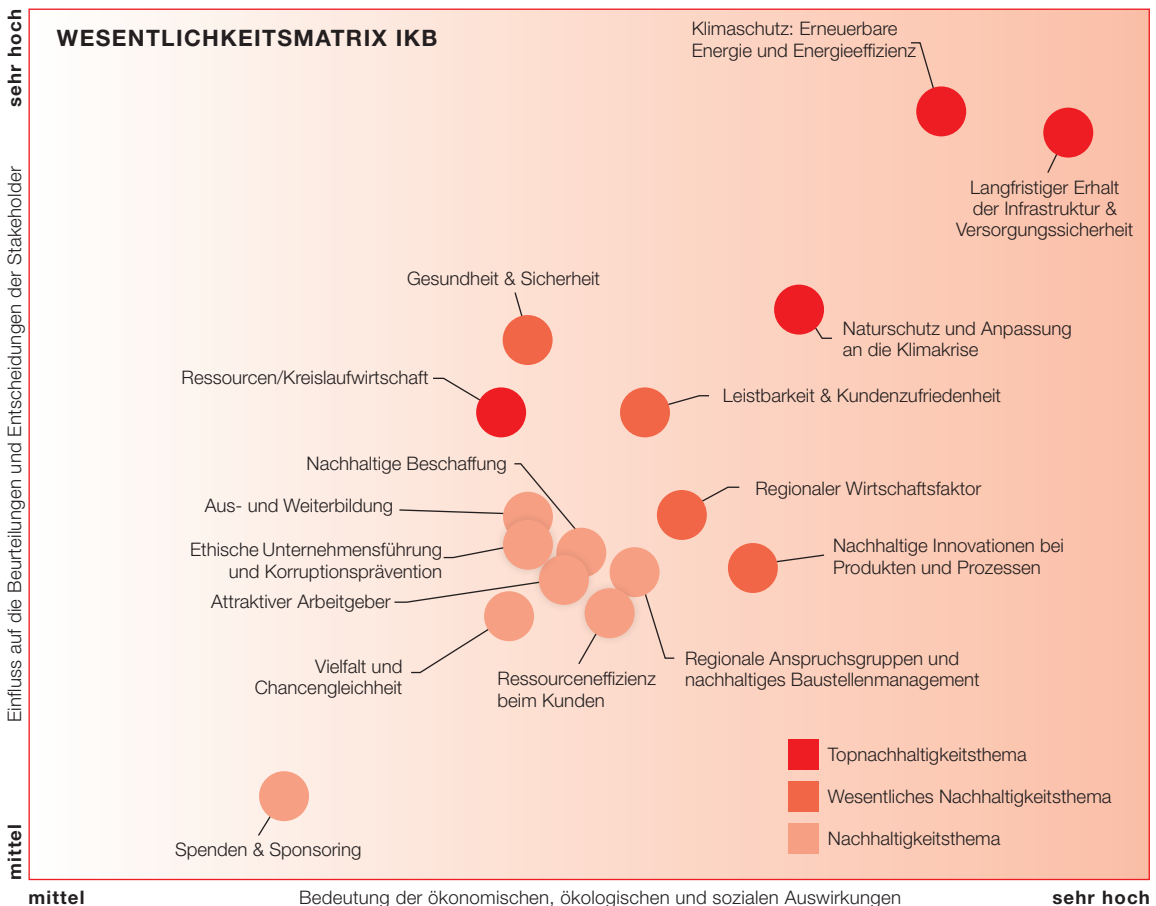 WESENTLICHKEITSMATRIX IKB
sehr hoch
Einfluss auf die Beurteilungen und Entscheidungen der Stakeholder
mittel
Klimaschutz: Erneuerbare
Energie und Energieeffizienz
Langfristiger Erhalt
der Infrastruktur &
Versorgungssicherheit
Gesundheit & Sicherheit
Naturschutz und Anpassung
an die Klimakrise
Ressourcen/Kreislaufwirtschaft
Leistbarkeit & Kundenzufriedenheit
Nachhaltige Beschaffung
Regionaler Wirtschaftsfaktor
Aus- und Weiterbildung
Ethische Unternehmensführung
und Korruptionsprävention
Nachhaltige Innovationen bei
Produkten und Prozessen
Attraktiver Arbeitgeber
Vielfalt und
Chancengleichheit
Ressourceneffizienz
beim Kunden
Regionale Anspruchsgruppen und
nachhaltiges Baustellenmanagement
Spenden & Sponsoring
Topnachhaltigkeitsthema
Wesentliches Nachhaltigkeitsthema
Nachhaltigkeitsthema
mittel
Bedeutung der ökonomischen, ökologischen und sozialen Auswirkungen
sehr hoch